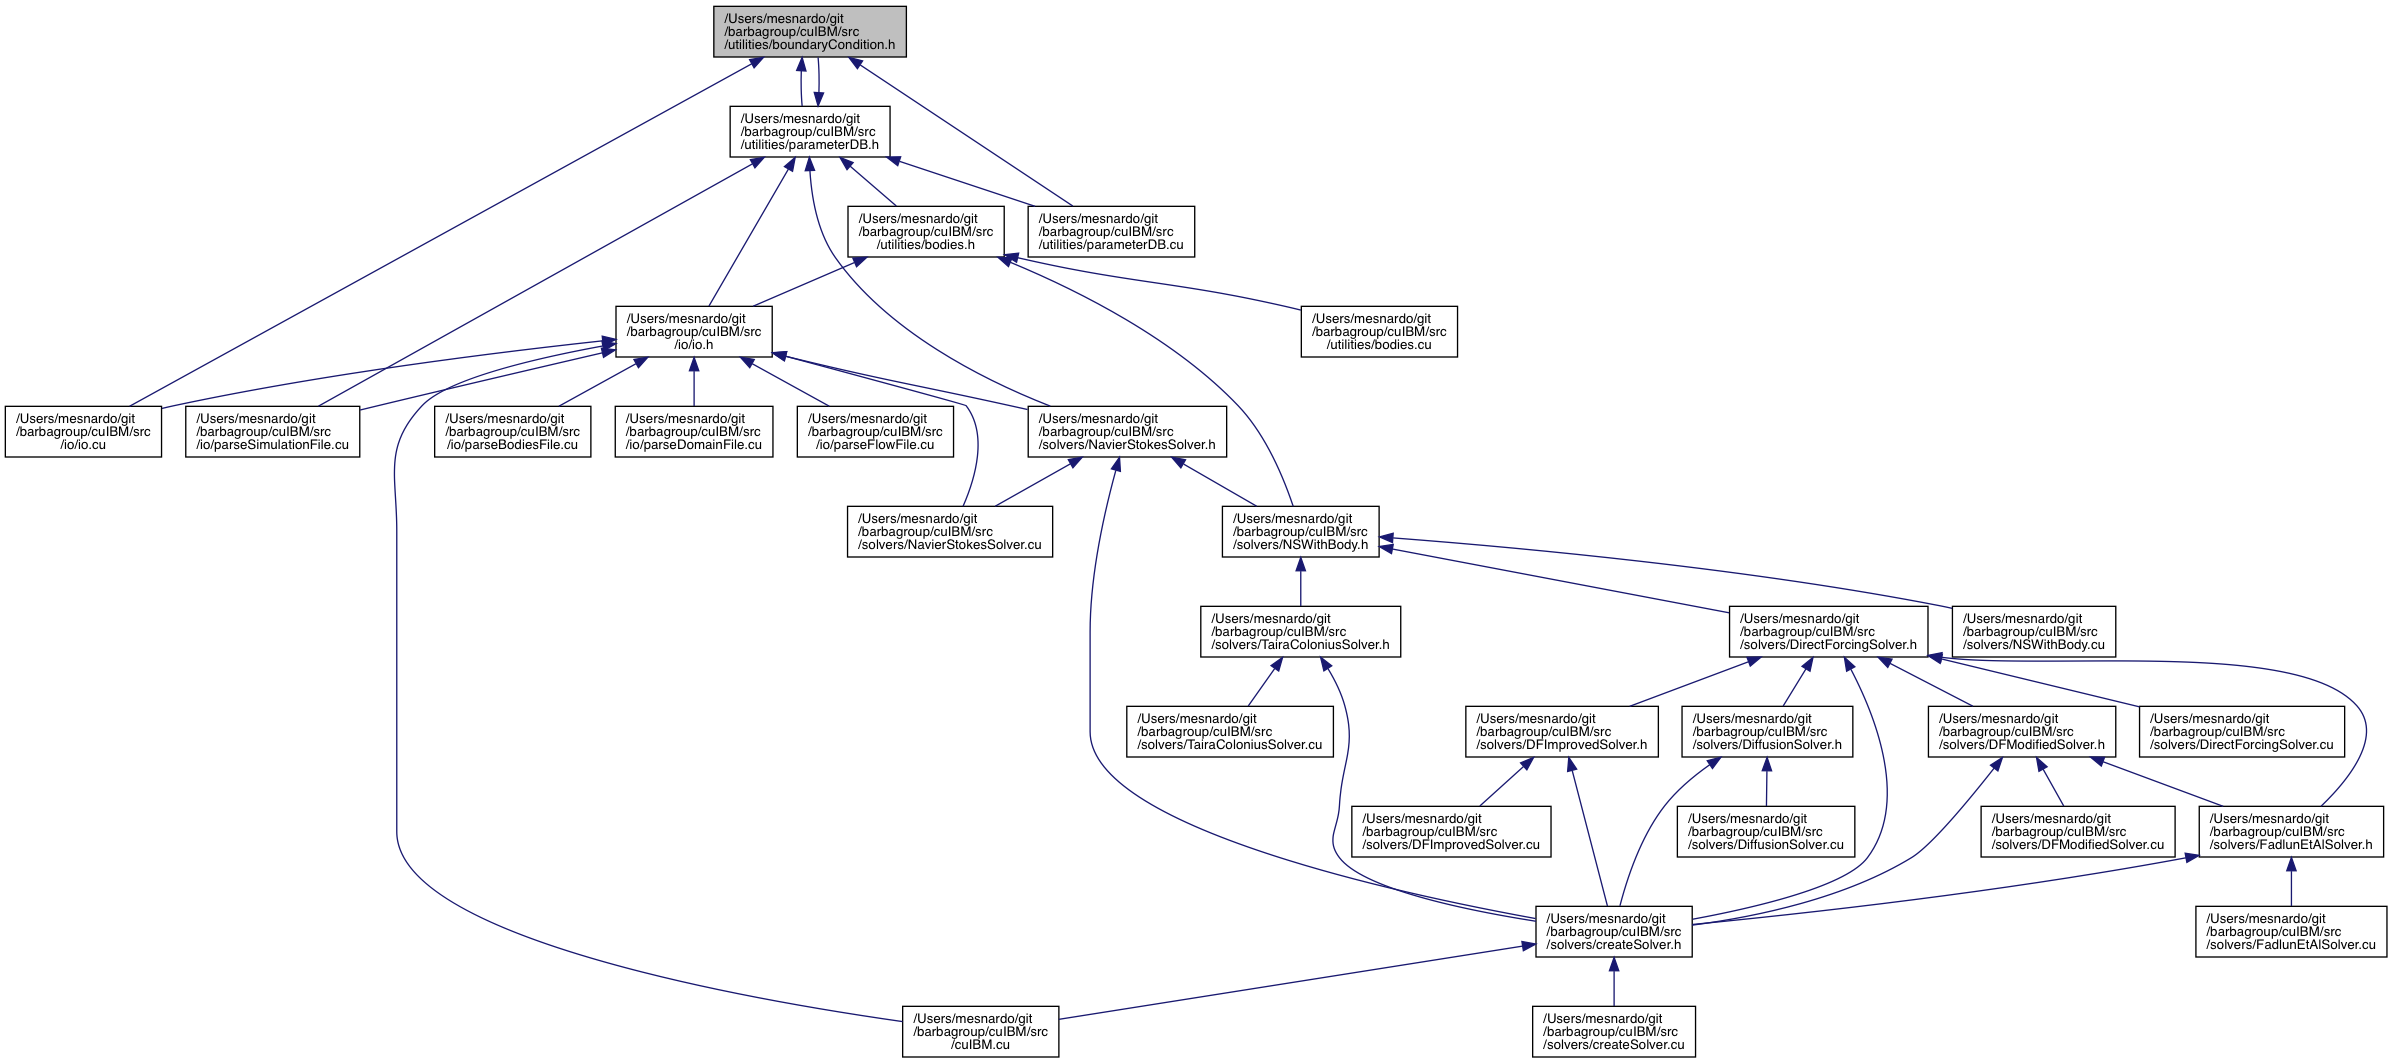 /Users/mesnardo/git
/barbagroup/cuIBM/src
/utilities/boundaryCondition.h
/Users/mesnardo/git
/barbagroup/cuIBM/src
/utilities/parameterDB.h
/Users/mesnardo/git
/barbagroup/cuIBM/src
/utilities/bodies.h
/Users/mesnardo/git
/barbagroup/cuIBM/src
/utilities/parameterDB.cu
/Users/mesnardo/git
/barbagroup/cuIBM/src
/io/io.h
/Users/mesnardo/git
/barbagroup/cuIBM/src
/utilities/bodies.cu
/Users/mesnardo/git
/barbagroup/cuIBM/src
/io/io.cu
/Users/mesnardo/git
/barbagroup/cuIBM/src
/io/parseSimulationFile.cu
/Users/mesnardo/git
/barbagroup/cuIBM/src
/io/parseBodiesFile.cu
/Users/mesnardo/git
/barbagroup/cuIBM/src
/io/parseDomainFile.cu
/Users/mesnardo/git
/barbagroup/cuIBM/src
/io/parseFlowFile.cu
/Users/mesnardo/git
/barbagroup/cuIBM/src
/solvers/NavierStokesSolver.h
/Users/mesnardo/git
/barbagroup/cuIBM/src
/solvers/NavierStokesSolver.cu
/Users/mesnardo/git
/barbagroup/cuIBM/src
/solvers/NSWithBody.h
/Users/mesnardo/git
/barbagroup/cuIBM/src
/solvers/TairaColoniusSolver.h
/Users/mesnardo/git
/barbagroup/cuIBM/src
/solvers/DirectForcingSolver.h
/Users/mesnardo/git
/barbagroup/cuIBM/src
/solvers/NSWithBody.cu
/Users/mesnardo/git
/barbagroup/cuIBM/src
/solvers/TairaColoniusSolver.cu
/Users/mesnardo/git
/barbagroup/cuIBM/src
/solvers/DFImprovedSolver.h
/Users/mesnardo/git
/barbagroup/cuIBM/src
/solvers/DiffusionSolver.h
/Users/mesnardo/git
/barbagroup/cuIBM/src
/solvers/DFModifiedSolver.h
/Users/mesnardo/git
/barbagroup/cuIBM/src
/solvers/DirectForcingSolver.cu
/Users/mesnardo/git
/barbagroup/cuIBM/src
/solvers/DFImprovedSolver.cu
/Users/mesnardo/git
/barbagroup/cuIBM/src
/solvers/DiffusionSolver.cu
/Users/mesnardo/git
/barbagroup/cuIBM/src
/solvers/DFModifiedSolver.cu
/Users/mesnardo/git
/barbagroup/cuIBM/src
/solvers/FadlunEtAlSolver.h
/Users/mesnardo/git
/barbagroup/cuIBM/src
/solvers/createSolver.h
/Users/mesnardo/git
/barbagroup/cuIBM/src
/solvers/FadlunEtAlSolver.cu
/Users/mesnardo/git
/barbagroup/cuIBM/src
/cuIBM.cu
/Users/mesnardo/git
/barbagroup/cuIBM/src
/solvers/createSolver.cu